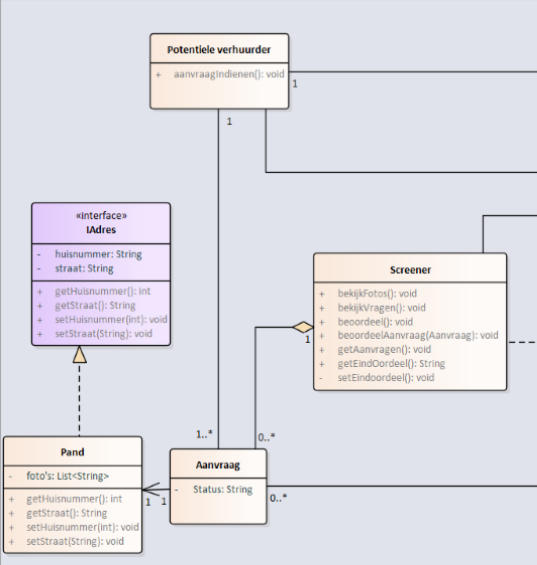 Potentiele verhuurder
+ aanvraagIndienen(): void
1
1
«interface»
IAdres
- huisnummer: String
- straat: String
+ getHuisnummer(): int
+ getStraat(): String
+ setHuisnummer(int): void
+ setStraat(String): void
Screener
+ bekijkFotos(): void
+ bekijkVragen(): void
+ beoordeel(): void
+ beoordeelAanvraag(Aanvraag): void
+ getAanvragen(): void
+ getEindOordeel(): String
- setEindoordeel(): void
1
1..*
0..*
Pand
- foto's: List<String>
+ getHuisnummer(): int
+ getStraat(): String
+ setHuisnummer(int): void
+ setStraat(String): void
Aanvraag
- Status: String
1
1
0..*